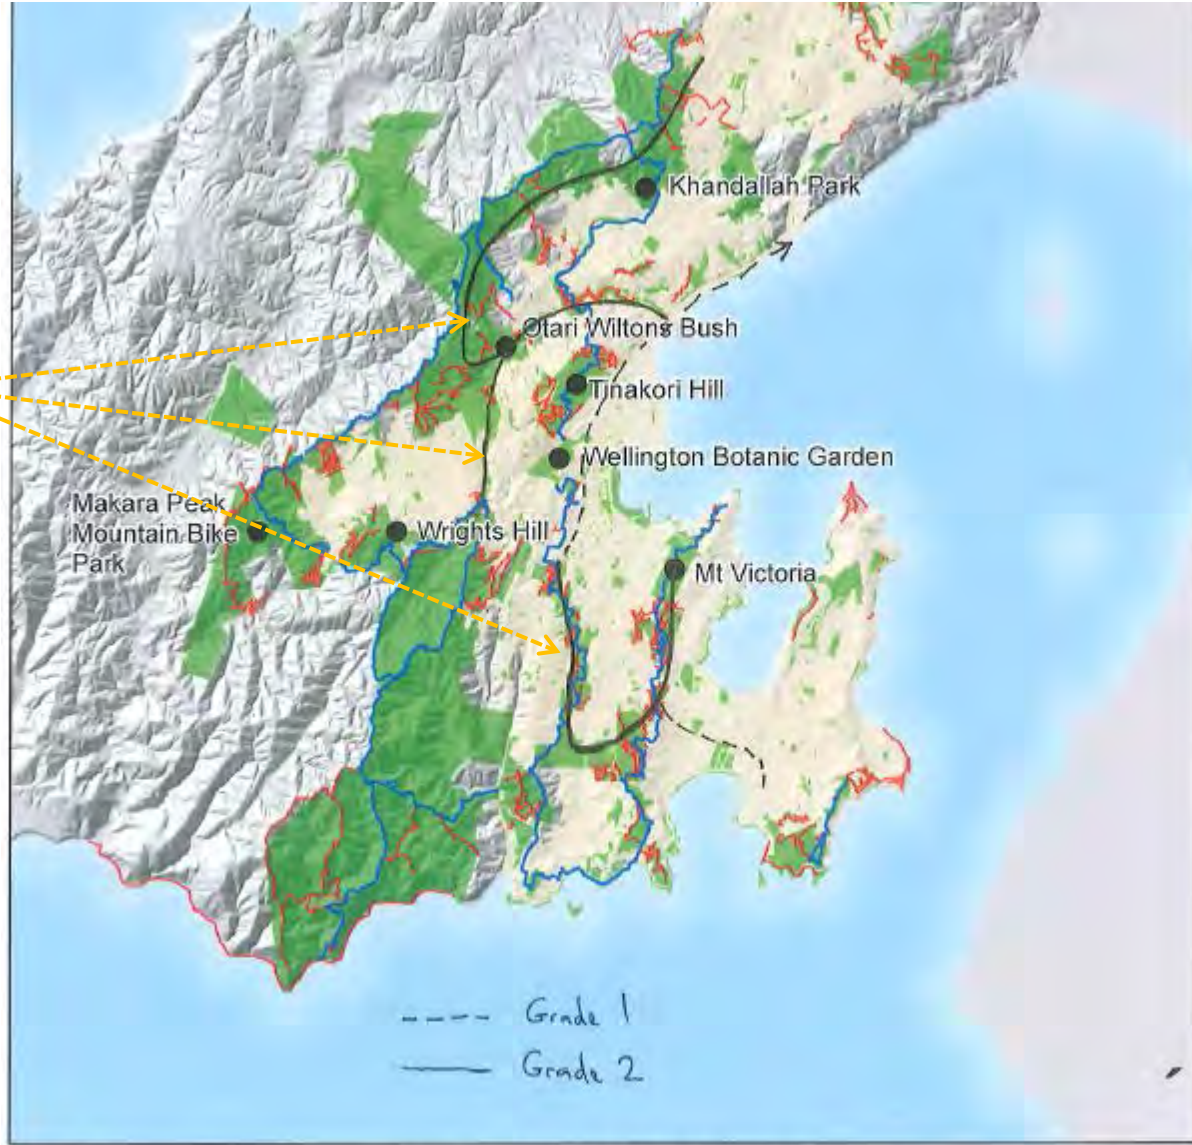 Khandallah Park
Otari Wiltons Bush
Tinakori Hill
Wellington Botanic Garden
Makara Peak
Mountain Bike
Park
Wrights Hill
Mt Victoria
Grade 1
Grade 2